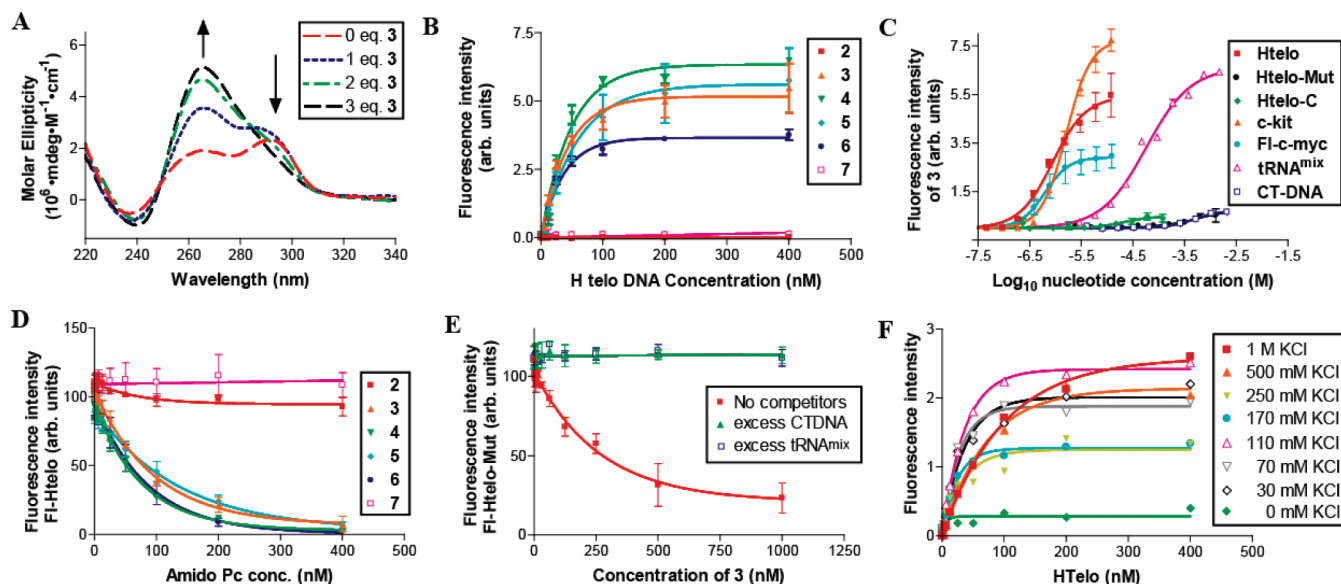 A
Molar Ellipticity
(10⁶ •mdeg•M⁻¹•cm⁻¹)
6
4
2
0
220
240
260
280
300
320
340
Wavelength (nm)
0 eq. 3
1 eq. 3
2 eq. 3
3 eq. 3
B
Fluorescence intensity
(arb. units)
7.5
5.0
2.5
0.0
0
100
200
300
400
500
H telo DNA Concentration (nM)
2
3
4
5
6
7
C
Fluorescence intensity
of 3 (arb. units)
7.5
5.5
3.5
1.5
-7.5
-6.5
-5.5
-4.5
-3.5
-2.5
-1.5
Log₁₀ nucleotide concentration (M)
Htelo
Htelo-Mut
Htelo-C
c-kit
Fl-c-myc
tRNAᵐⁱˣ
CT-DNA
D
Fluorescence intensity
Fl-Htelo (arb. units)
150
100
50
0
0
100
200
300
400
500
Amido Pc conc. (nM)
2
3
4
5
6
7
E
Fluorescence intensity
Fl-Htelo-Mut (arb. units)
100
50
0
0
250
500
750
1000
1250
Concentration of 3 (nM)
No competitors
excess CTDNA
excess tRNAᵐⁱˣ
F
Fluorescence intensity
3
2
1
0
0
100
200
300
400
500
HTelo (nM)
1 M KCl
500 mM KCl
250 mM KCl
170 mM KCl
110 mM KCl
70 mM KCl
30 mM KCl
0 mM KCl